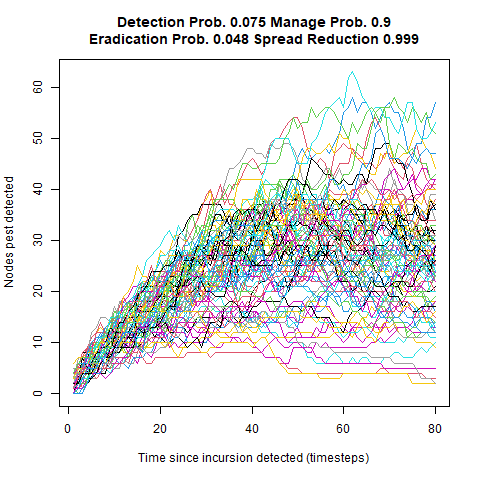 Detection Prob. 0.075 Manage Prob. 0.9
Eradication Prob. 0.048 Spread Reduction 0.999
Nodes pest detected
60
50
40
30
20
10
0
0 20 40 60 80
Time since incursion detected (timesteps)